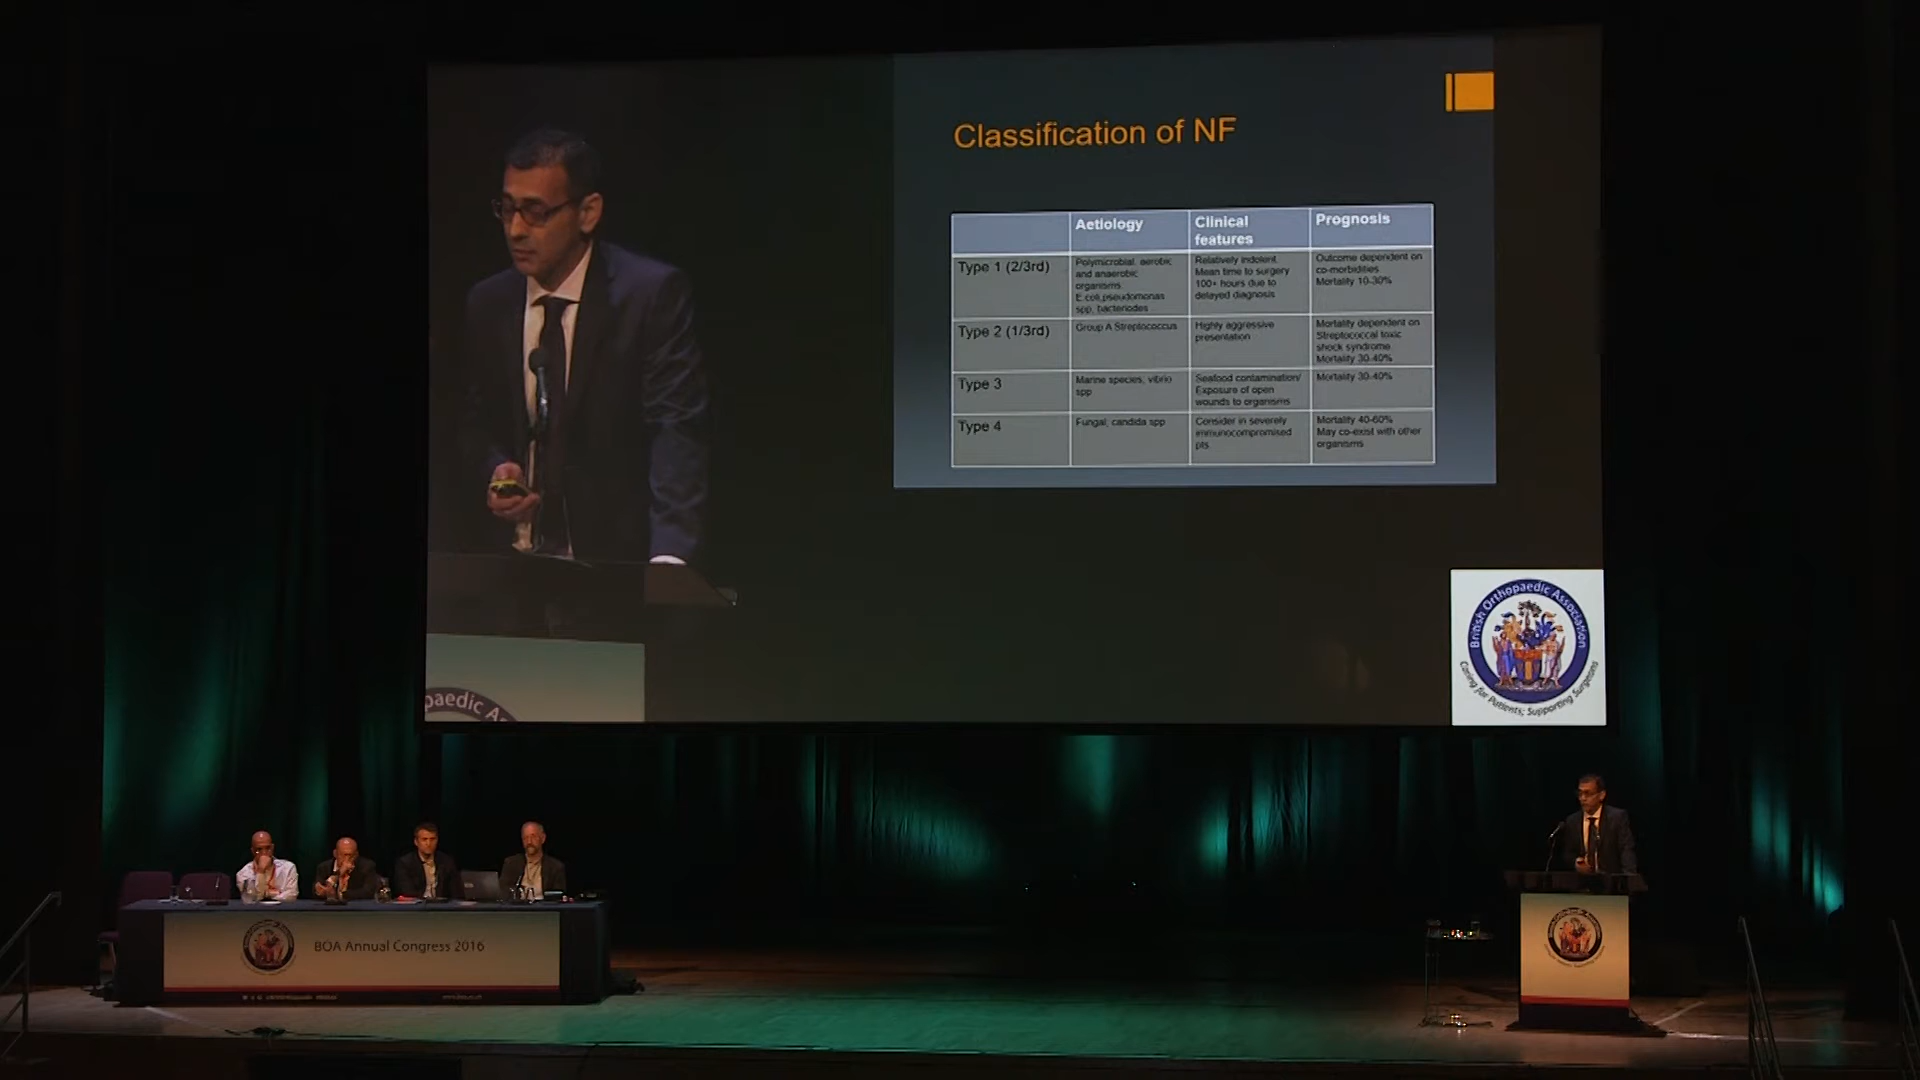 Classification of NF
Aetiology
Clinical
features
Prognosis
Type 1 (2/3rd)
Polymicrobial, aerobic
and anaerobic
organisms.
E.coli,pseudomonas
spp, bacteriodes
Relatively indolent.
Mean time to surgery
100+ hours due to
delayed diagnosis
Outcome dependent on
co-morbidities
Mortality 10-30%
Type 2 (1/3rd)
Group A Streptococcus
Highly aggressive
presentation
Mortality dependent on
Streptococcal toxic
shock syndrome.
Mortality 30-40%
Type 3
Marine species, vibrio
spp
Seafood contamination/
Exposure of open
wounds to organisms
Mortality 30-40%
Type 4
Fungal, candida spp
Consider in severely
immunocompromised
pts.
Mortality 40-60%
May co-exist with other
organisms
British Orthopaedic Association
Caring for Patients; Supporting Surgeons
paedic As
BOA Annual Congress 2016